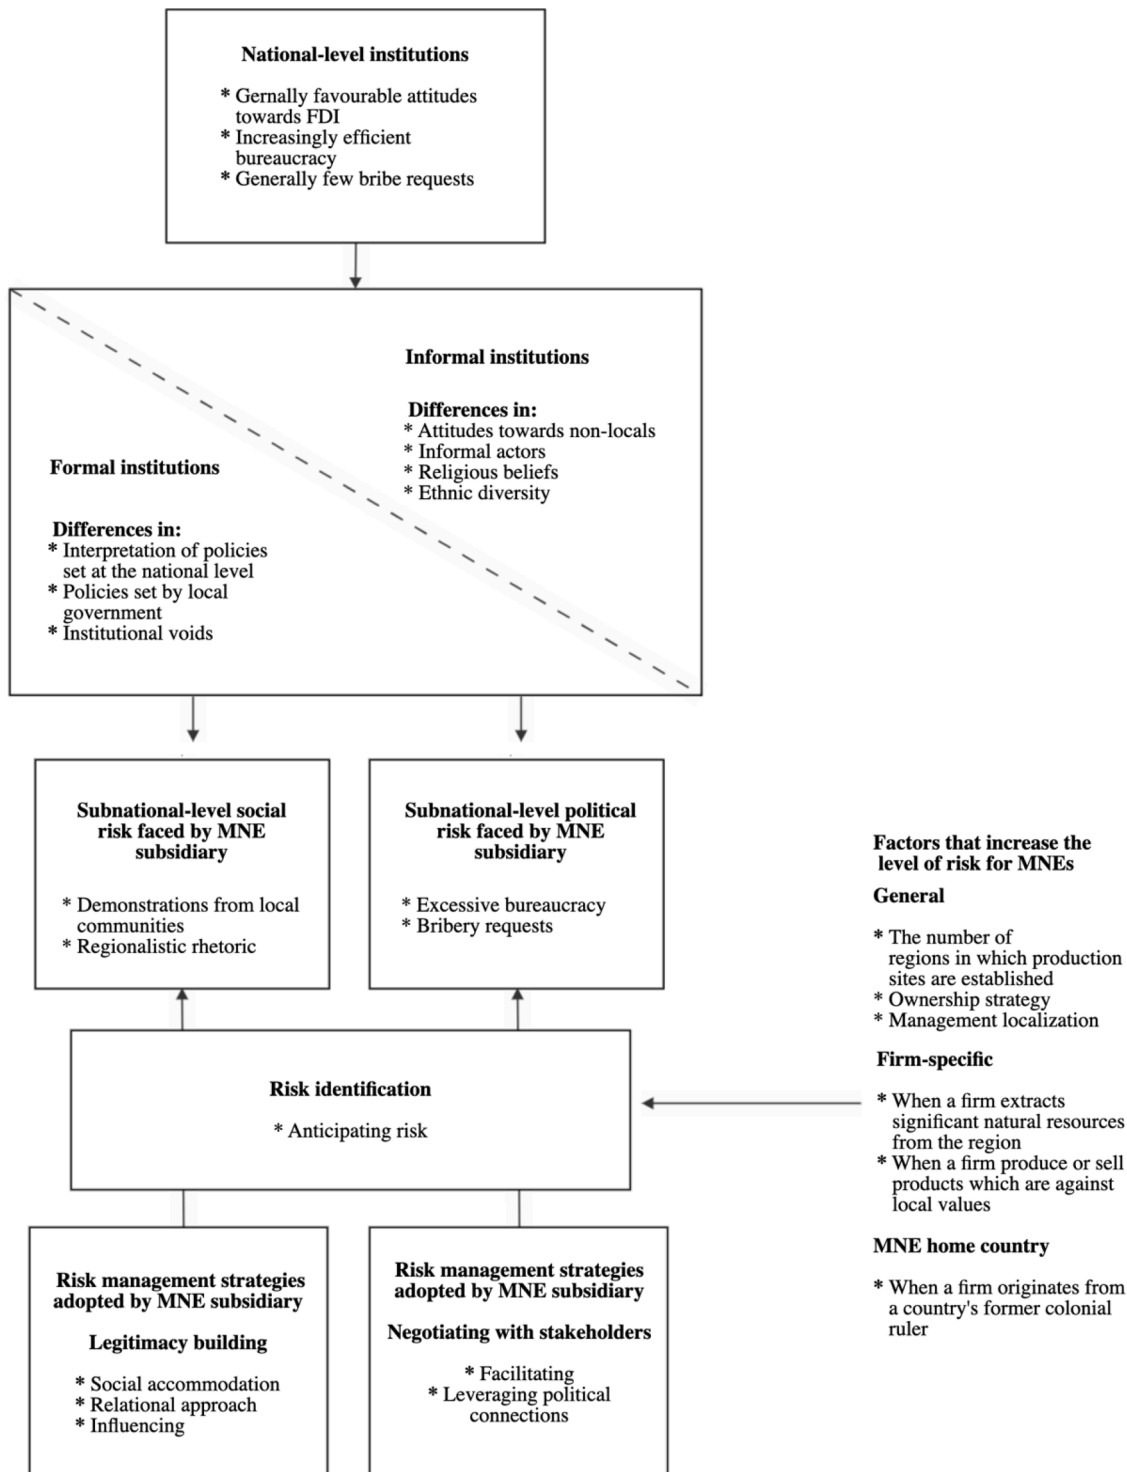 National-level institutions
* Gernally favourable attitudes
towards FDI
* Increasingly efficient
bureaucracy
* Generally few bribe requests
Informal institutions
Differences in:
* Attitudes towards non-locals
* Informal actors
* Religious beliefs
* Ethnic diversity
Formal institutions
Differences in:
* Interpretation of policies
set at the national level
* Policies set by local
government
* Institutional voids
Subnational-level social
risk faced by MNE
subsidiary
* Demonstrations from local
communities
* Regionalistic rhetoric
Subnational-level political
risk faced by MNE
subsidiary
* Excessive bureaucracy
* Bribery requests
Risk identification
* Anticipating risk
Risk management strategies
adopted by MNE subsidiary
Legitimacy building
* Social accommodation
* Relational approach
* Influencing
Risk management strategies
adopted by MNE subsidiary
Negotiating with stakeholders
* Facilitating
* Leveraging political
connections
Factors that increase the
level of risk for MNEs
General
* The number of
regions in which production
sites are established
* Ownership strategy
* Management localization
Firm-specific
* When a firm extracts
significant natural resources
from the region
* When a firm produce or sell
products which are against
local values
MNE home country
* When a firm originates from
a country's former colonial
ruler